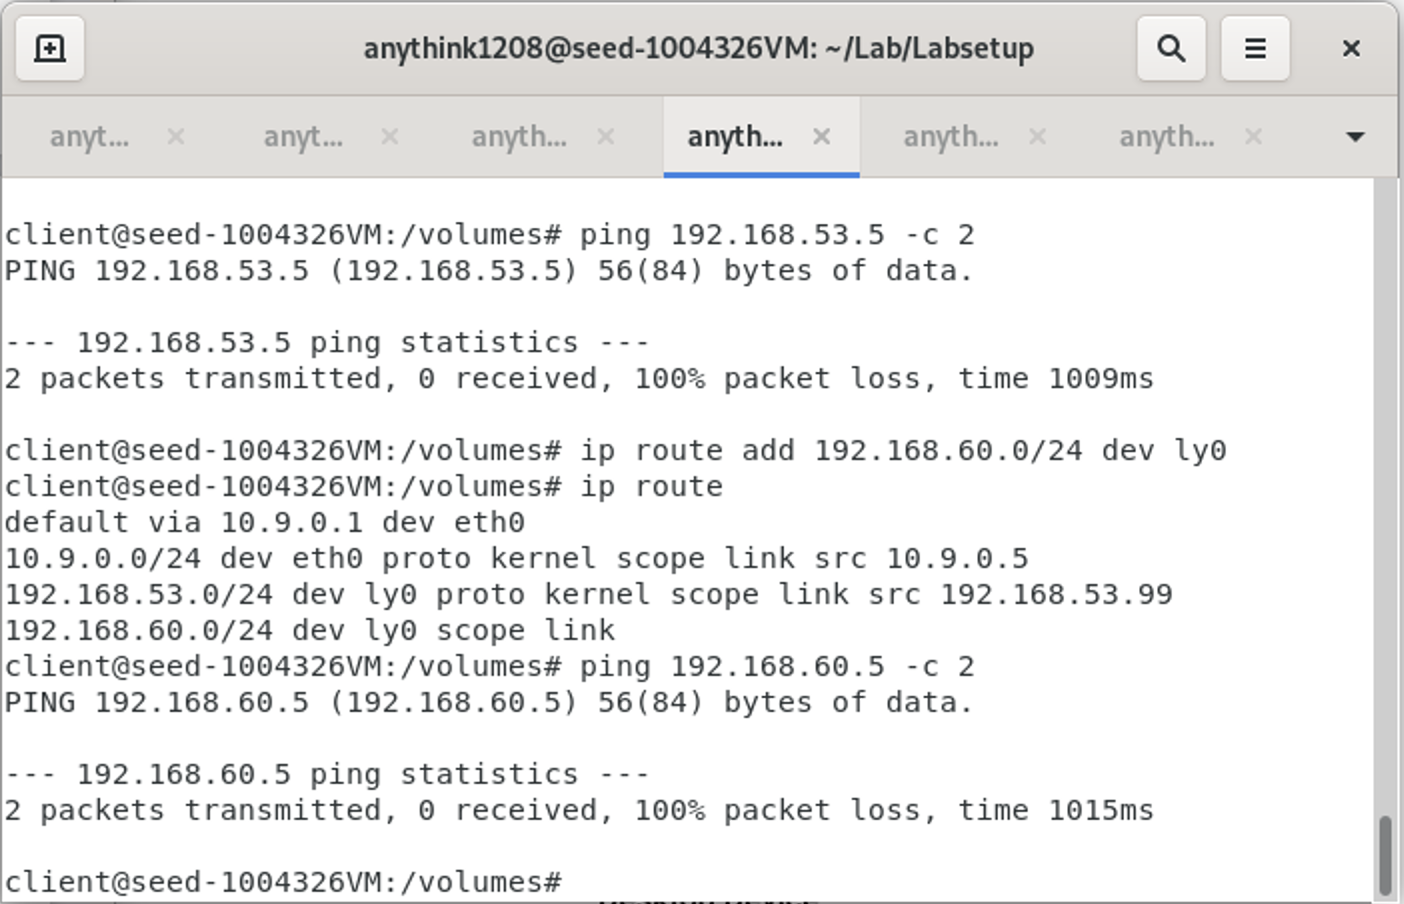 anythink1208@seed-1004326VM: ~/Lab/Labsetup
anyt... anyt... anyth... anyth... anyth... anyth...
client@seed-1004326VM:/volumes# ping 192.168.53.5 -c 2
PING 192.168.53.5 (192.168.53.5) 56(84) bytes of data.
--- 192.168.53.5 ping statistics ---
2 packets transmitted, 0 received, 100% packet loss, time 1009ms
client@seed-1004326VM:/volumes# ip route add 192.168.60.0/24 dev ly0
client@seed-1004326VM:/volumes# ip route
default via 10.9.0.1 dev eth0
10.9.0.0/24 dev eth0 proto kernel scope link src 10.9.0.5
192.168.53.0/24 dev ly0 proto kernel scope link src 192.168.53.99
192.168.60.0/24 dev ly0 scope link
client@seed-1004326VM:/volumes# ping 192.168.60.5 -c 2
PING 192.168.60.5 (192.168.60.5) 56(84) bytes of data.
--- 192.168.60.5 ping statistics ---
2 packets transmitted, 0 received, 100% packet loss, time 1015ms
client@seed-1004326VM:/volumes#